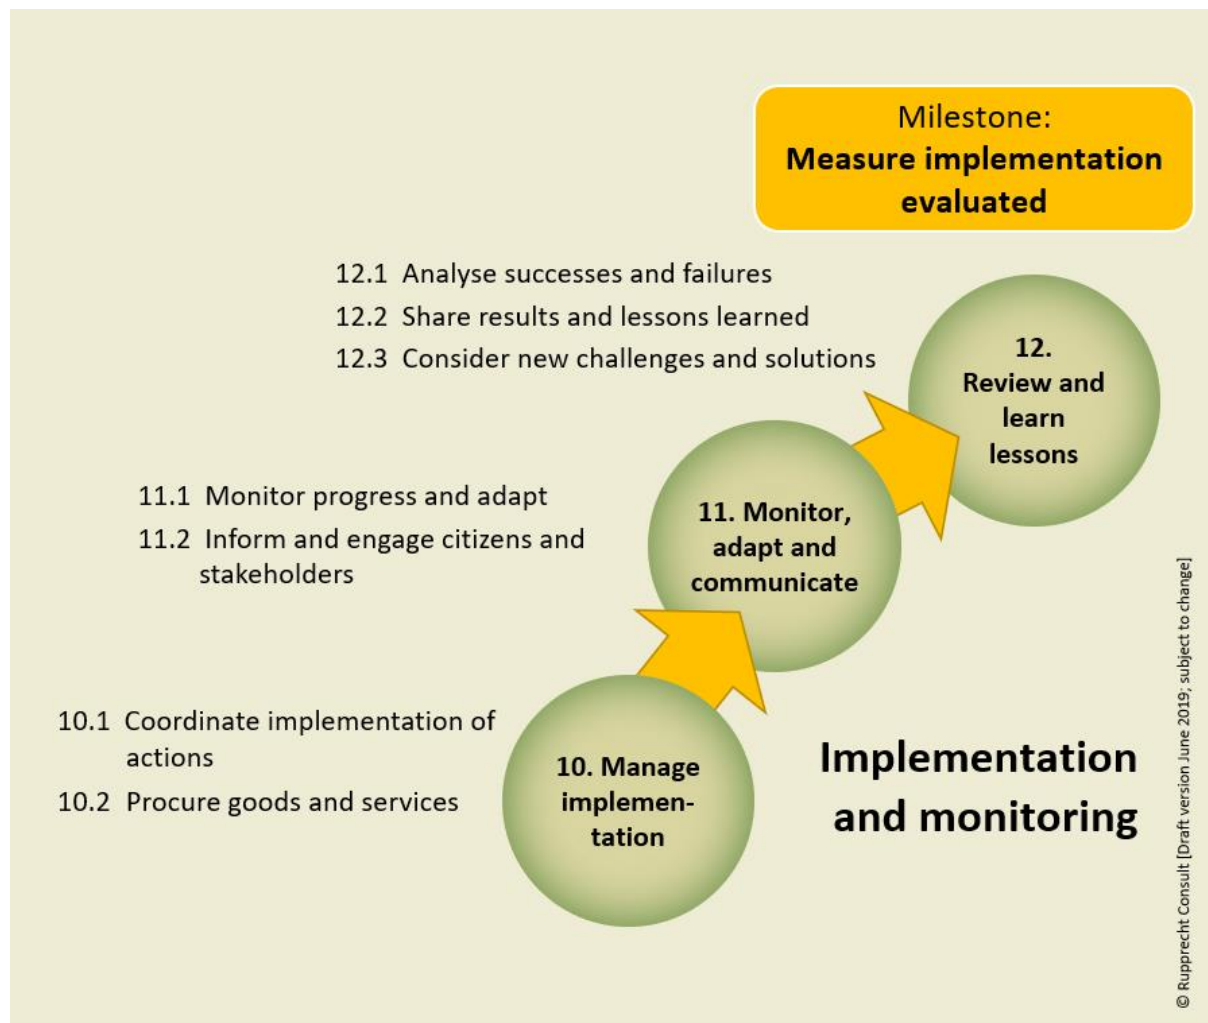 Milestone:
Measure implementation
evaluated
12.1 Analyse successes and failures
12.2 Share results and lessons learned
12.3 Consider new challenges and solutions
12.
Review and
learn
lessons
11.1 Monitor progress and adapt
11.2 Inform and engage citizens and
stakeholders
11. Monitor,
adapt and
communicate
10.1 Coordinate implementation of
actions
10.2 Procure goods and services
10. Manage
implemen-
tation
Implementation
and monitoring
© Rupprecht Consult [Draft version June 2019; subject to change]